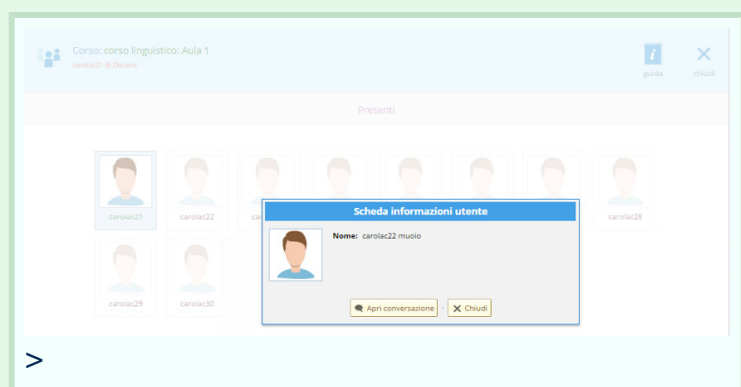 Corso: corso linguistico: Aula 1
carolac21 @ Docens
guida
chiudi
Presenti
carolac21
carolac22
carolac28
Scheda informazioni utente
Nome: carolac22 muoio
carolac29
carolac30
Apri conversazione - Chiudi
>